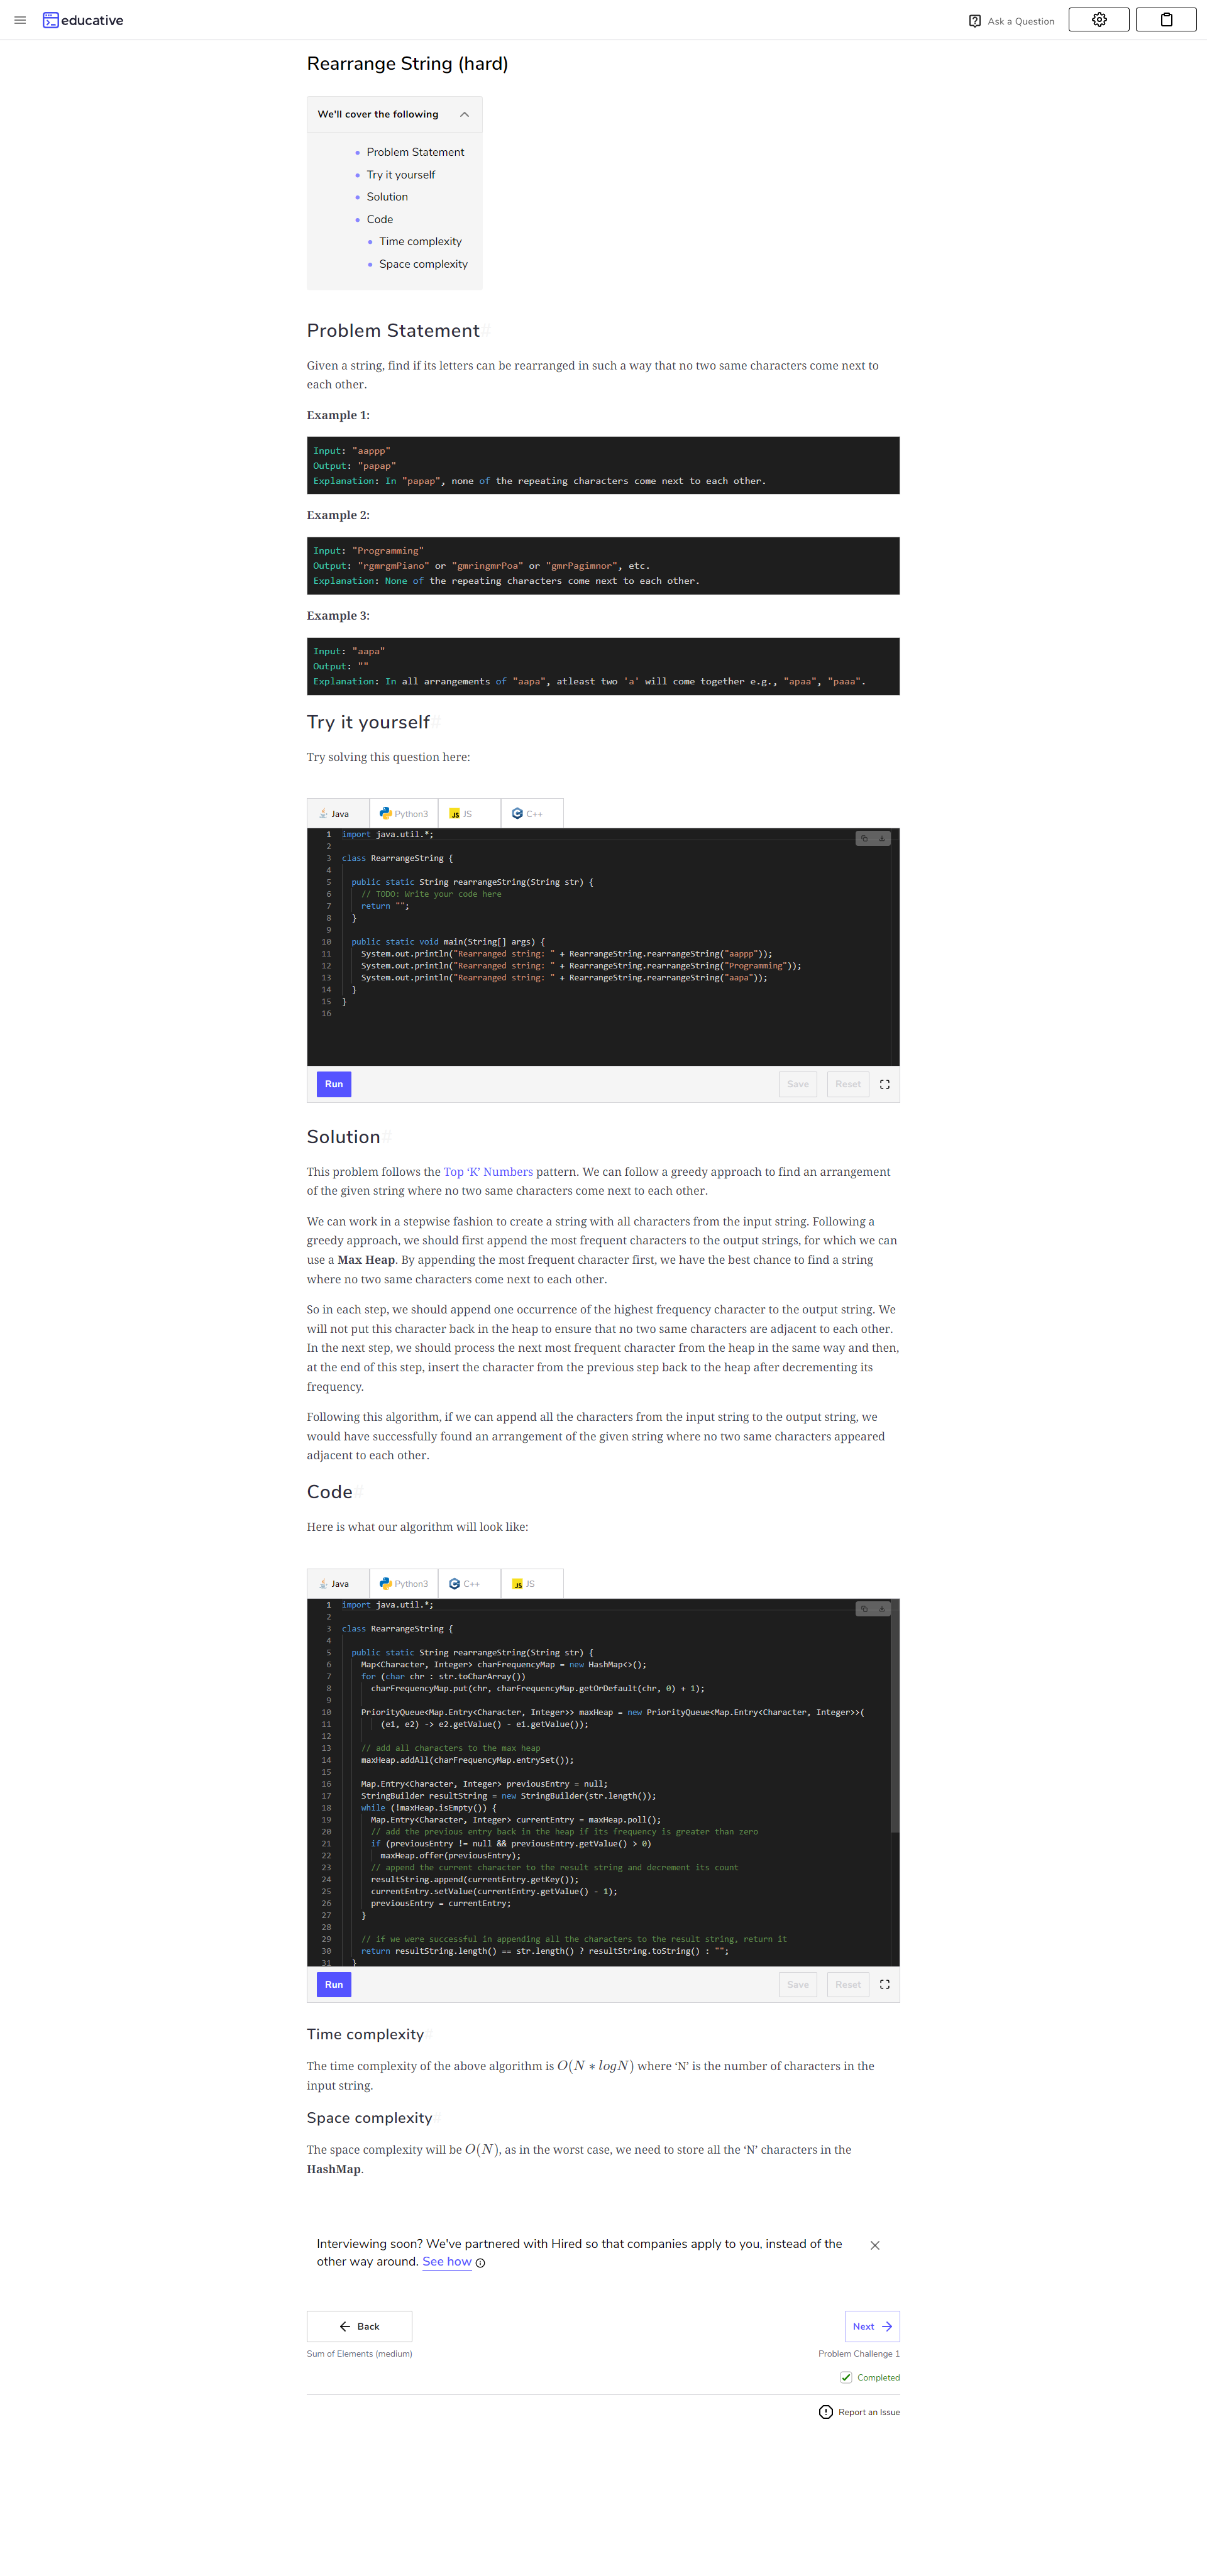 educative
Ask a Question
Rearrange String (hard)
We'll cover the following
Problem Statement
Try it yourself
Solution
Code
Time complexity
Space complexity
Problem Statement#
Given a string, find if its letters can be rearranged in such a way that no two same characters come next to
each other.
Example 1:
Input: "aappp"
Output: "papap"
Explanation: In "papap", none of the repeating characters come next to each other.
Example 2:
Input: "Programming"
Output: "rgmrgmPiano" or "gmringmrPoa" or "gmrPagimnor", etc.
Explanation: None of the repeating characters come next to each other.
Example 3:
Input: "aapa"
Output: ""
Explanation: In all arrangements of "aapa", atleast two 'a' will come together e.g., "apaa", "paaa".
Try it yourself#
Try solving this question here:
Java Python3 JS C++
1 import java.util.*;
2
3 class RearrangeString {
4
5 public static String rearrangeString(String str) {
6 // TODO: Write your code here
7 return "";
8 }
9
10 public static void main(String[] args) {
11 System.out.println("Rearranged string: " + RearrangeString.rearrangeString("aappp"));
12 System.out.println("Rearranged string: " + RearrangeString.rearrangeString("Programming"));
13 System.out.println("Rearranged string: " + RearrangeString.rearrangeString("aapa"));
14 }
15 }
16
Run Save Reset
Solution#
This problem follows the Top ‘K’ Numbers pattern. We can follow a greedy approach to find an arrangement
of the given string where no two same characters come next to each other.
We can work in a stepwise fashion to create a string with all characters from the input string. Following a
greedy approach, we should first append the most frequent characters to the output strings, for which we can
use a Max Heap. By appending the most frequent character first, we have the best chance to find a string
where no two same characters come next to each other.
So in each step, we should append one occurrence of the highest frequency character to the output string. We
will not put this character back in the heap to ensure that no two same characters are adjacent to each other.
In the next step, we should process the next most frequent character from the heap in the same way and then,
at the end of this step, insert the character from the previous step back to the heap after decrementing its
frequency.
Following this algorithm, if we can append all the characters from the input string to the output string, we
would have successfully found an arrangement of the given string where no two same characters appeared
adjacent to each other.
Code#
Here is what our algorithm will look like:
Java Python3 C++ JS
1 import java.util.*;
2
3 class RearrangeString {
4
5 public static String rearrangeString(String str) {
6 Map<Character, Integer> charFrequencyMap = new HashMap<>();
7 for (char chr : str.toCharArray())
8 charFrequencyMap.put(chr, charFrequencyMap.getOrDefault(chr, 0) + 1);
9
10 PriorityQueue<Map.Entry<Character, Integer>> maxHeap = new PriorityQueue<Map.Entry<Character, Integer>>(
11 (e1, e2) -> e2.getValue() - e1.getValue());
12
13 // add all characters to the max heap
14 maxHeap.addAll(charFrequencyMap.entrySet());
15
16 Map.Entry<Character, Integer> previousEntry = null;
17 StringBuilder resultString = new StringBuilder(str.length());
18 while (!maxHeap.isEmpty()) {
19 Map.Entry<Character, Integer> currentEntry = maxHeap.poll();
20 // add the previous entry back in the heap if its frequency is greater than zero
21 if (previousEntry != null && previousEntry.getValue() > 0)
22 maxHeap.offer(previousEntry);
23 // append the current character to the result string and decrement its count
24 resultString.append(currentEntry.getKey());
25 currentEntry.setValue(currentEntry.getValue() - 1);
26 previousEntry = currentEntry;
27 }
28
29 // if we were successful in appending all the characters to the result string, return it
30 return resultString.length() == str.length() ? resultString.toString() : "";
31 }
Run Save Reset
Time complexity#
The time complexity of the above algorithm is O(N ∗ logN) where ‘N’ is the number of characters in the
input string.
Space complexity#
The space complexity will be O(N), as in the worst case, we need to store all the ‘N’ characters in the
HashMap.
Interviewing soon? We've partnered with Hired so that companies apply to you, instead of the
other way around. See how
Back Next
Sum of Elements (medium) Problem Challenge 1
Completed
Report an Issue